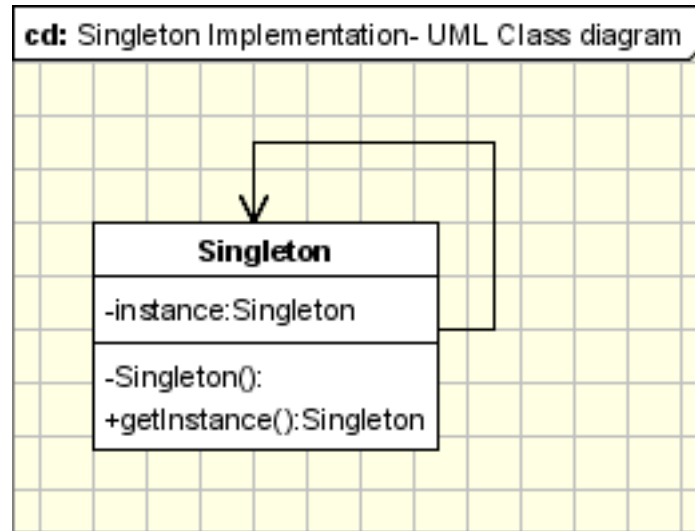 cd: Singleton Implementation- UML Class diagram
Singleton
-instance:Singleton
-Singleton():
+getInstance():Singleton